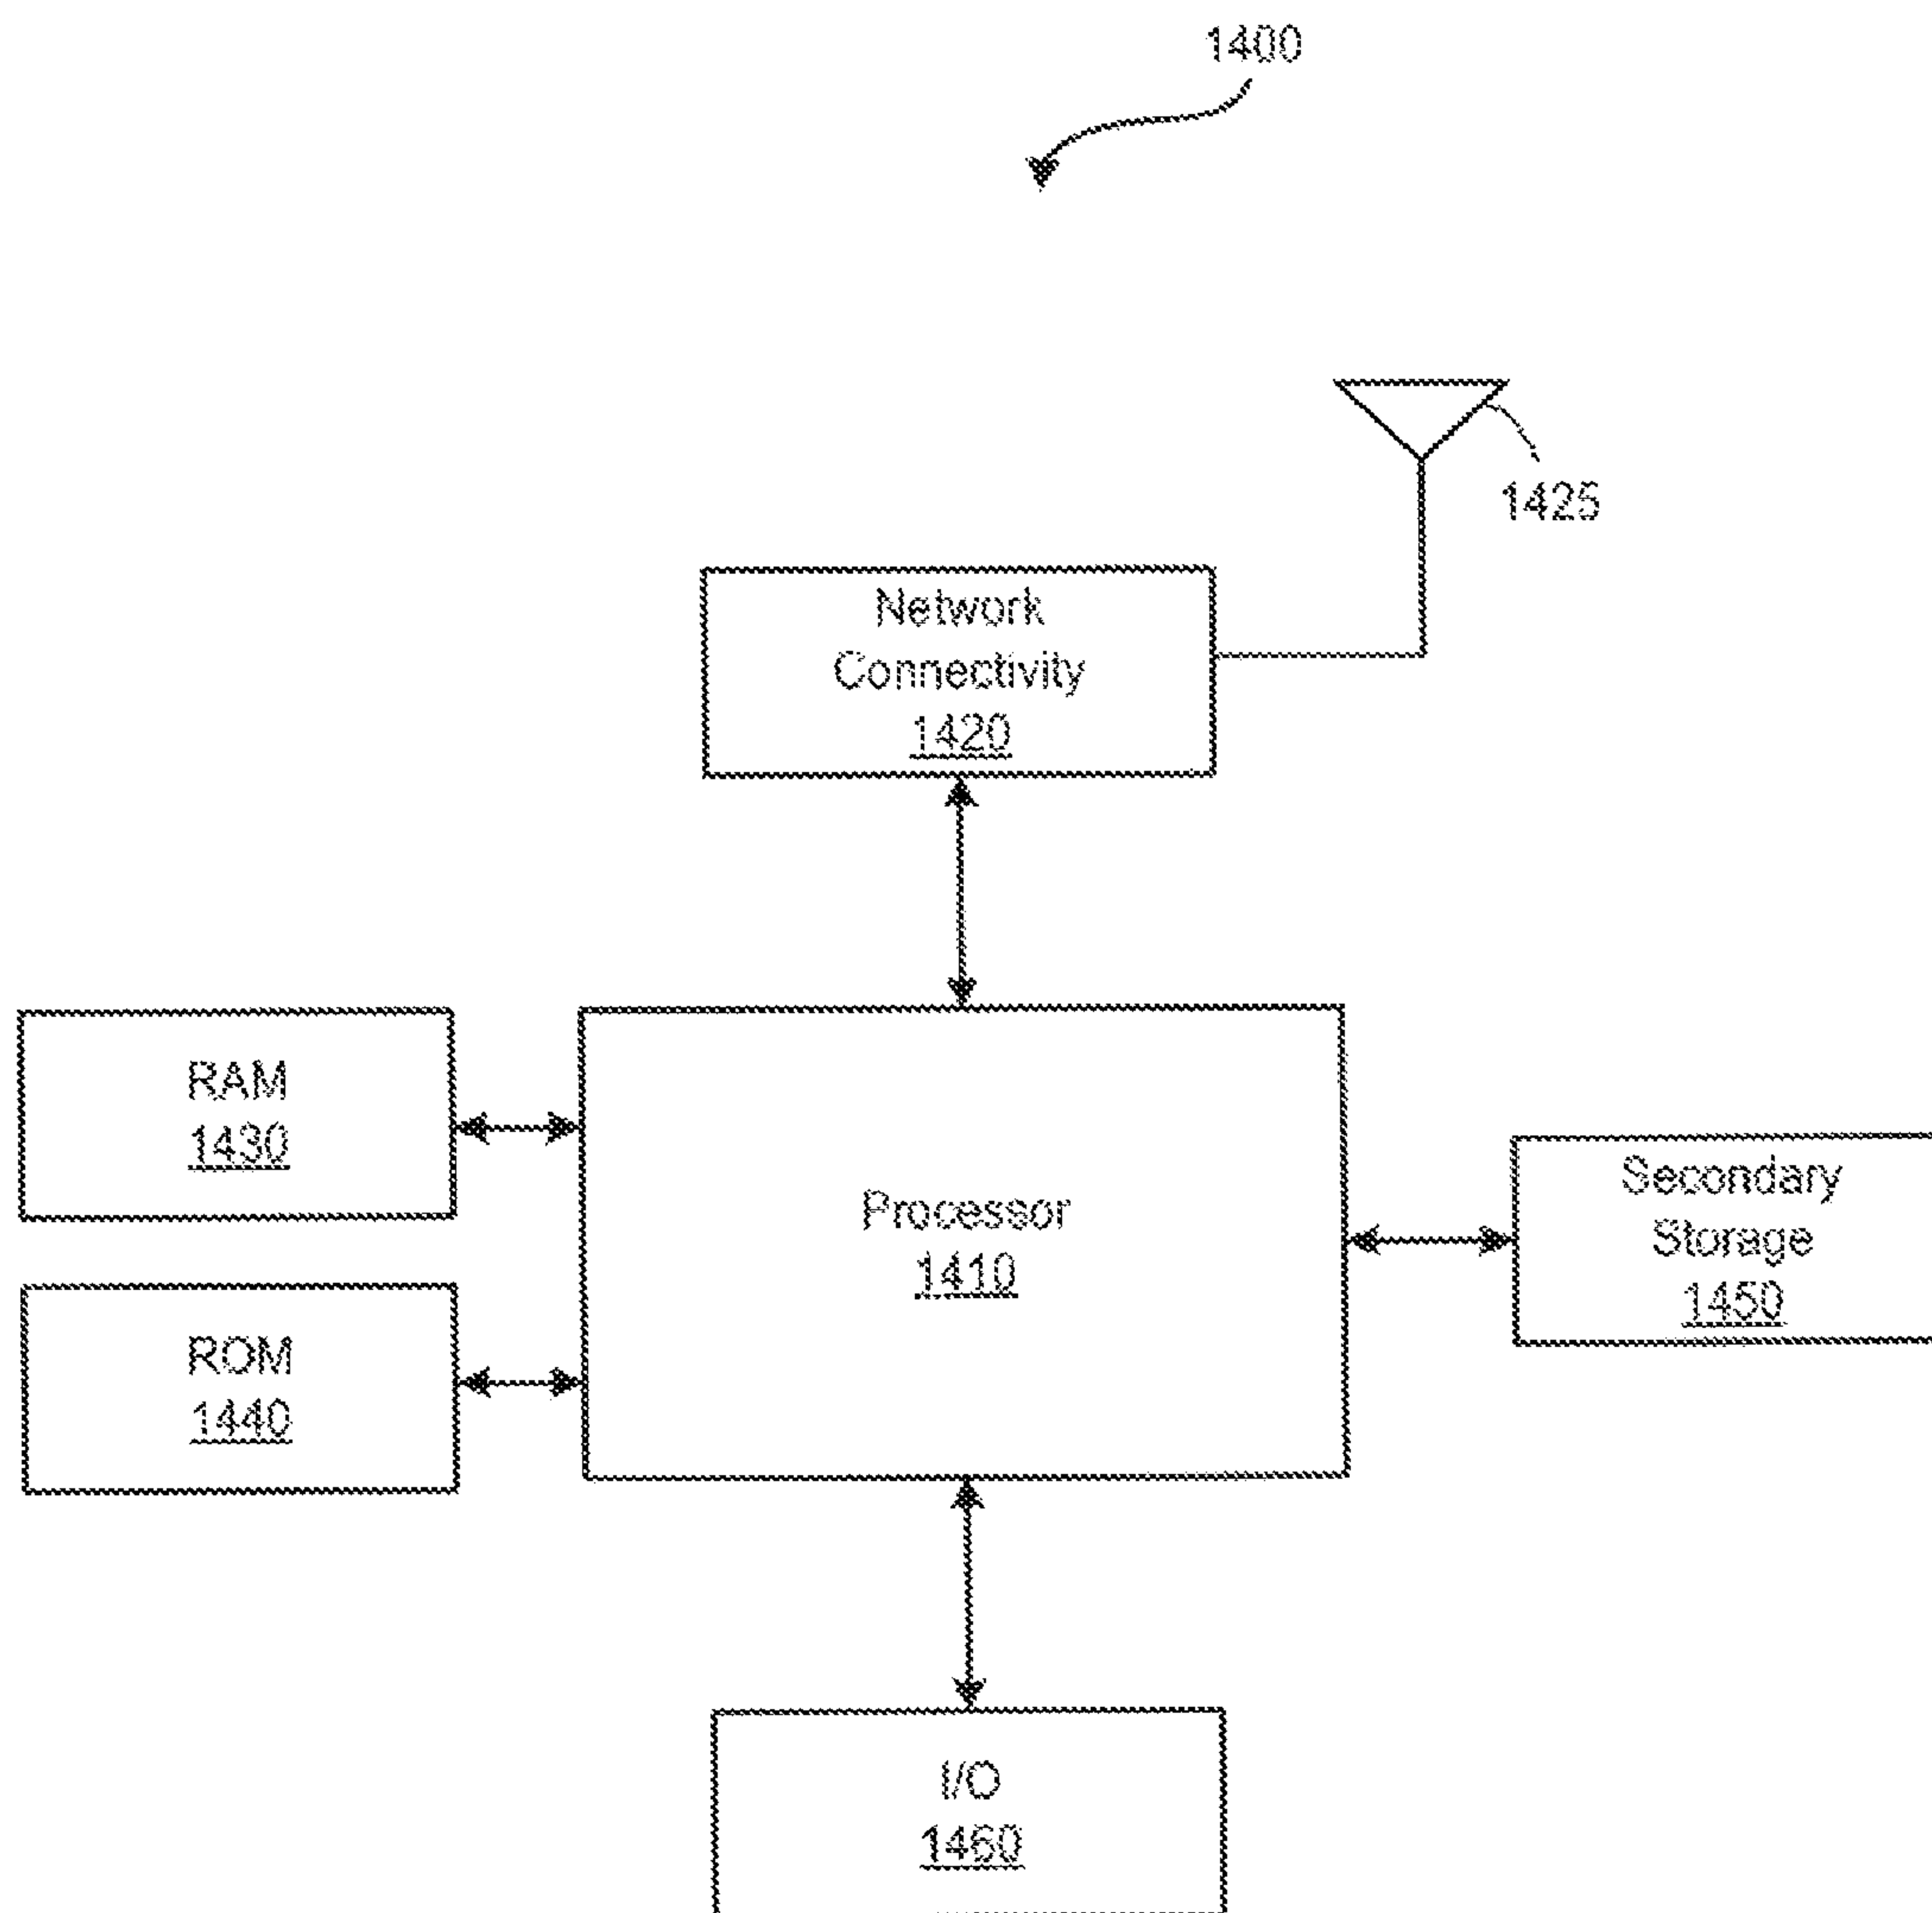 1400
1425
Network
Connectivity
1420
RAM
1430
Processor
1410
Secondary
Storage
1450
ROM
1440
I/O
1460